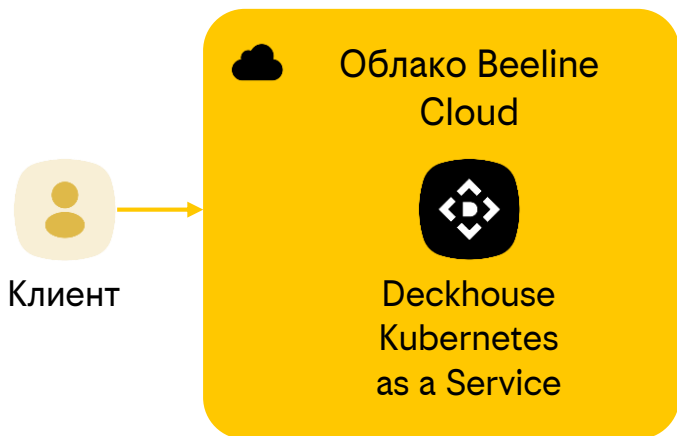 Облако Beeline
Cloud
Клиент
Deckhouse
Kubernetes
as a Service